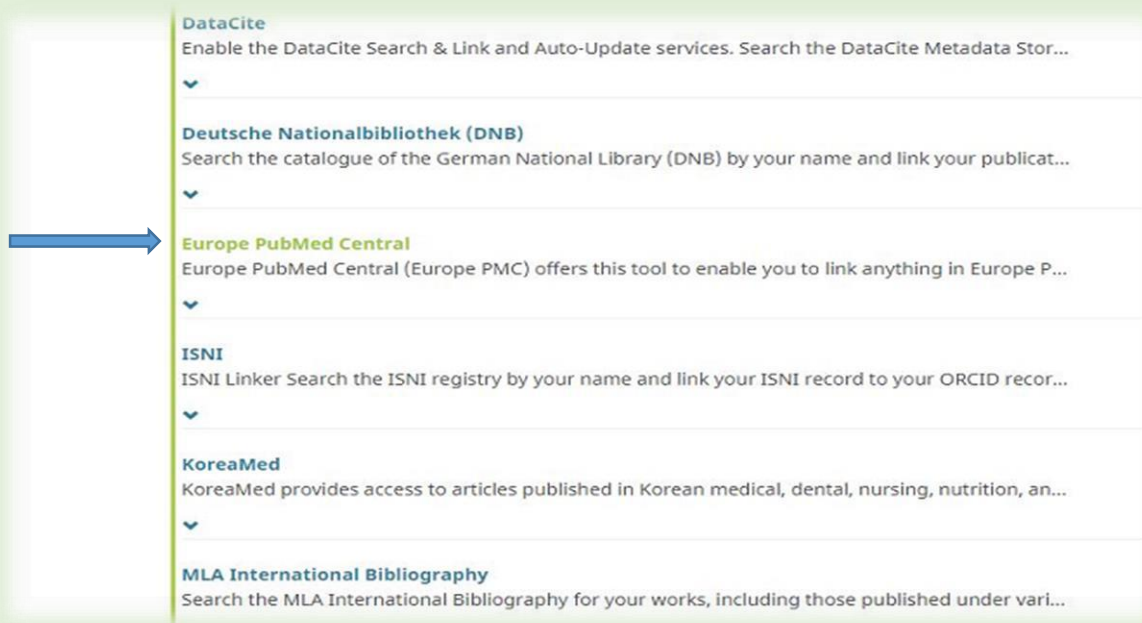 DataCite
Enable the DataCite Search & Link and Auto-Update services. Search the DataCite Metadata Stor...
Deutsche Nationalbibliothek (DNB)
Search the catalogue of the German National Library (DNB) by your name and link your publicat...
Europe PubMed Central
Europe PubMed Central (Europe PMC) offers this tool to enable you to link anything in Europe P...
ISNI
ISNI Linker Search the ISNI registry by your name and link your ISNI record to your ORCID recor...
KoreaMed
KoreaMed provides access to articles published in Korean medical, dental, nursing, nutrition, an...
MLA International Bibliography
Search the MLA International Bibliography for your works, including those published under vari...